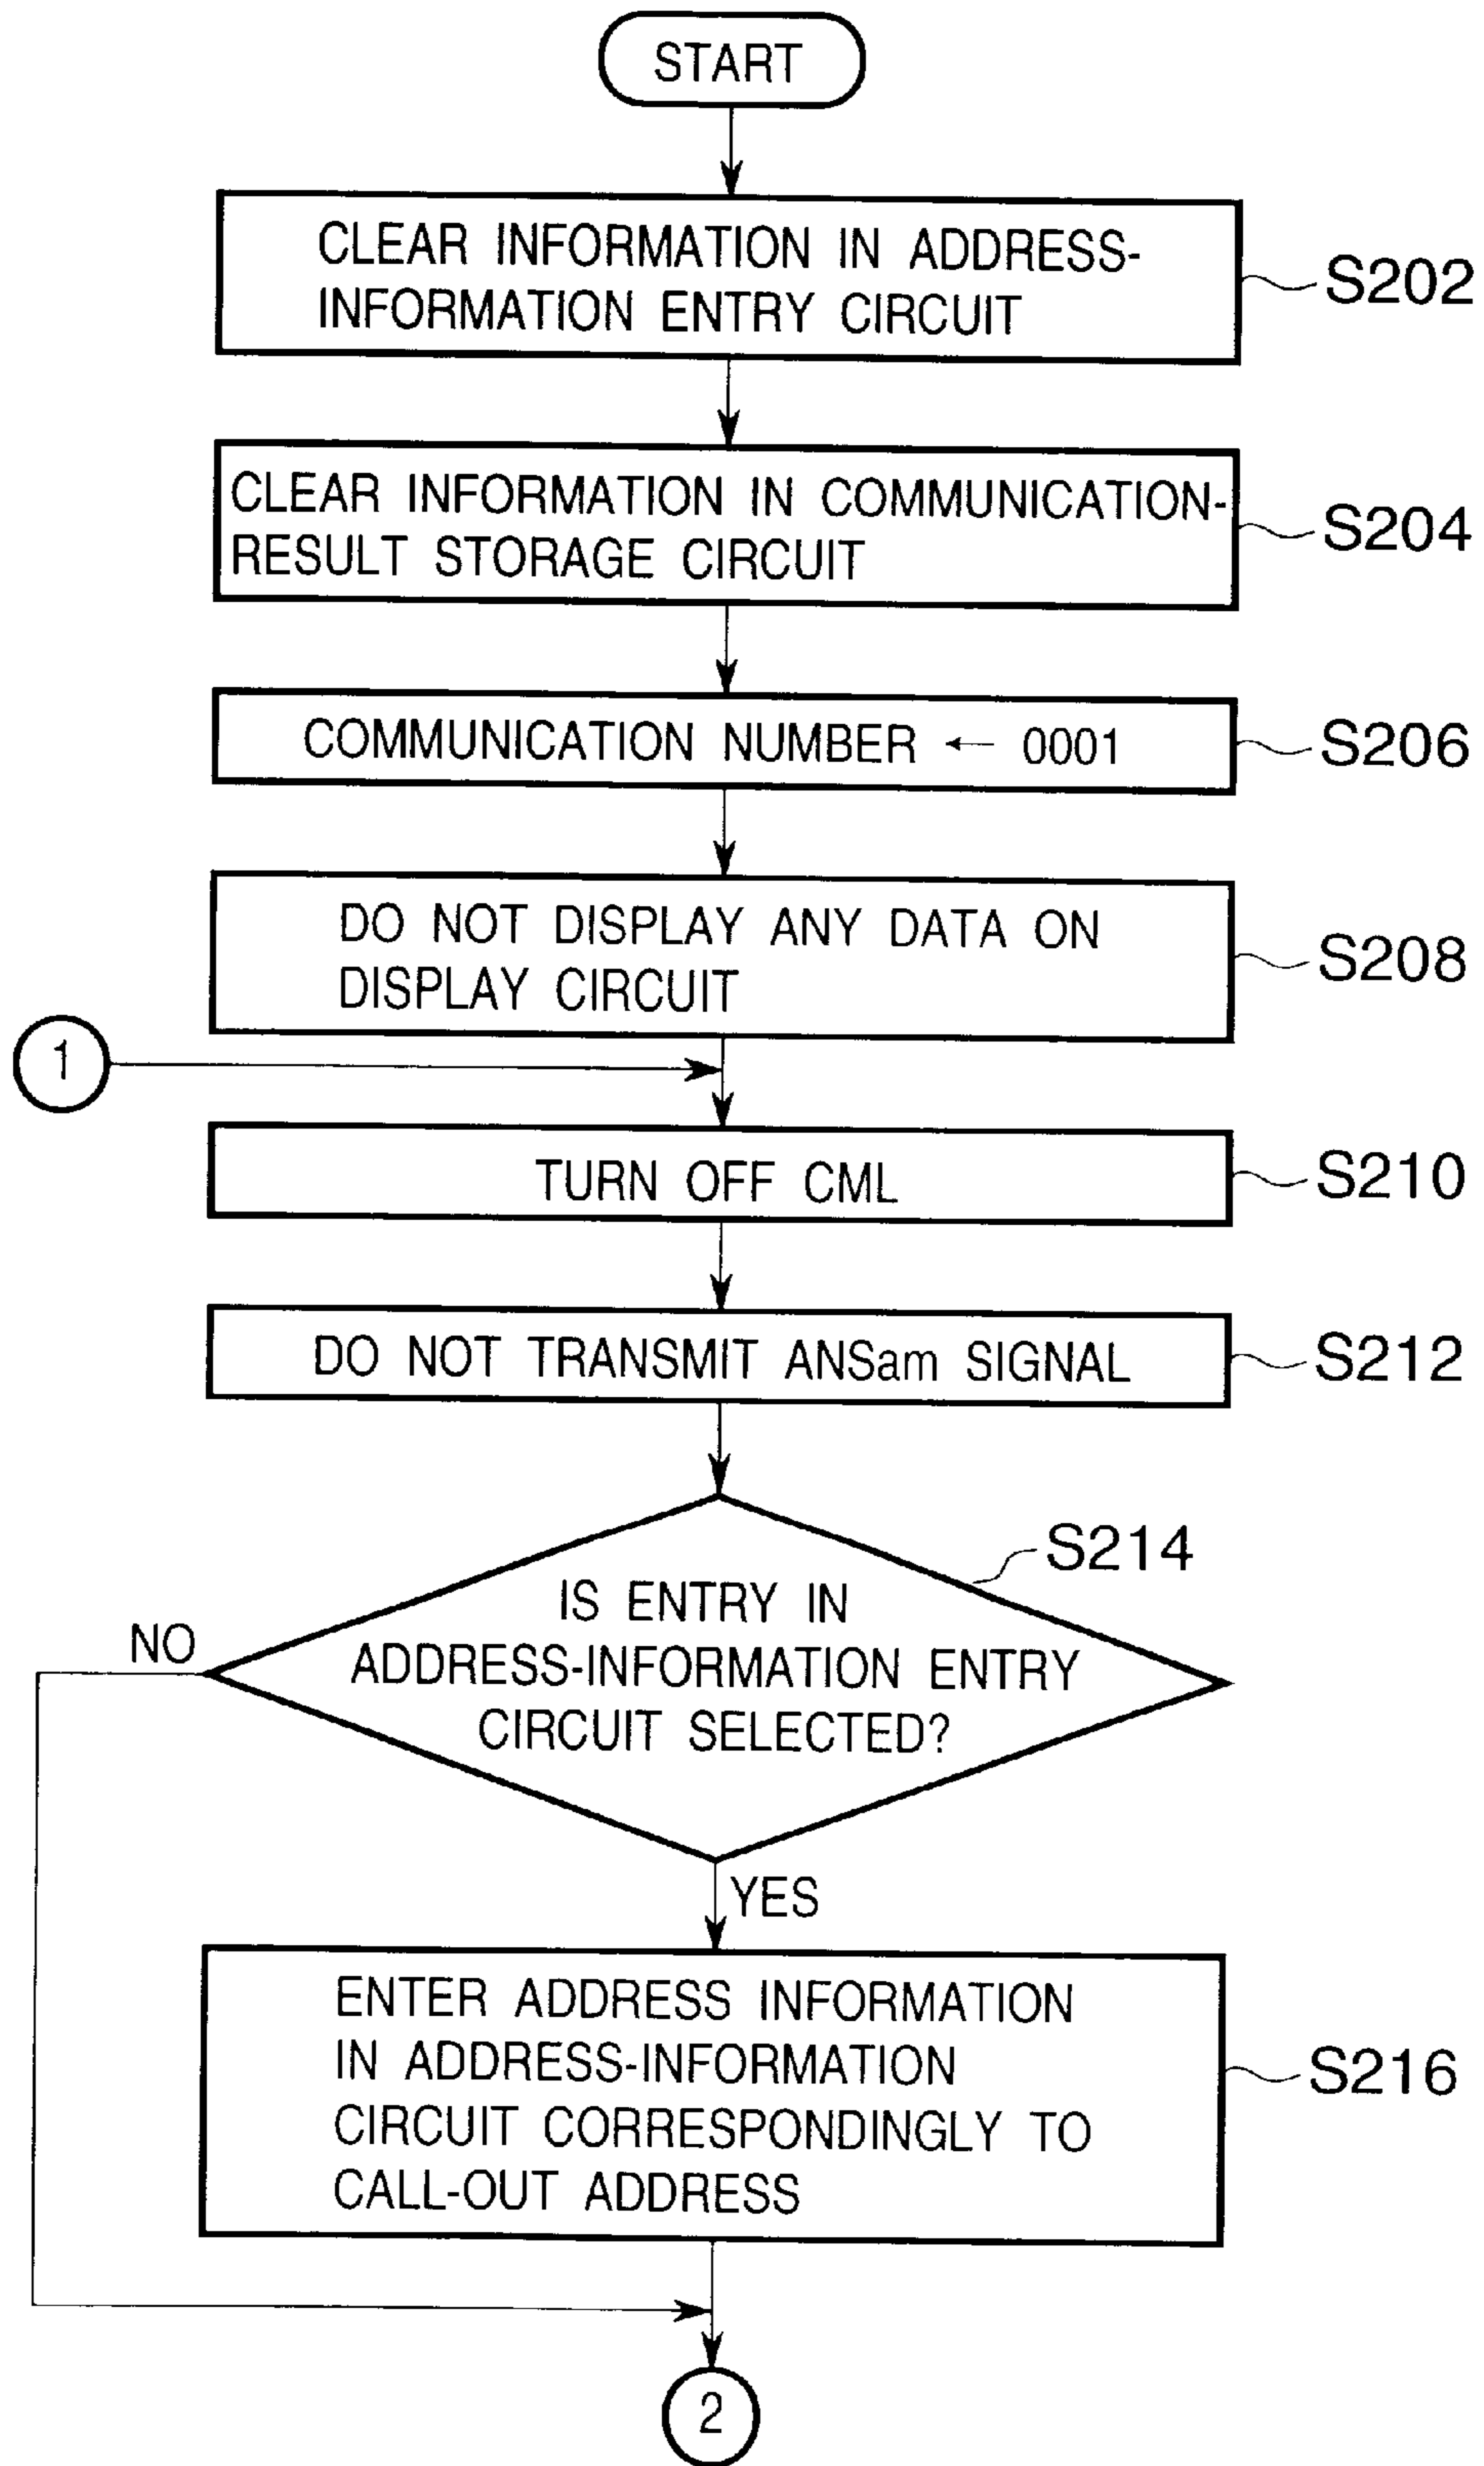 START
CLEAR INFORMATION IN ADDRESS-
INFORMATION ENTRY CIRCUIT
S202
CLEAR INFORMATION IN COMMUNICATION-
RESULT STORAGE CIRCUIT
S204
COMMUNICATION NUMBER ← 0001
S206
DO NOT DISPLAY ANY DATA ON
DISPLAY CIRCUIT
S208
1
TURN OFF CML
S210
DO NOT TRANSMIT ANSam SIGNAL
S212
S214
IS ENTRY IN
ADDRESS-INFORMATION ENTRY
CIRCUIT SELECTED?
NO
YES
ENTER ADDRESS INFORMATION
IN ADDRESS-INFORMATION
CIRCUIT CORRESPONDINGLY TO
CALL-OUT ADDRESS
S216
2